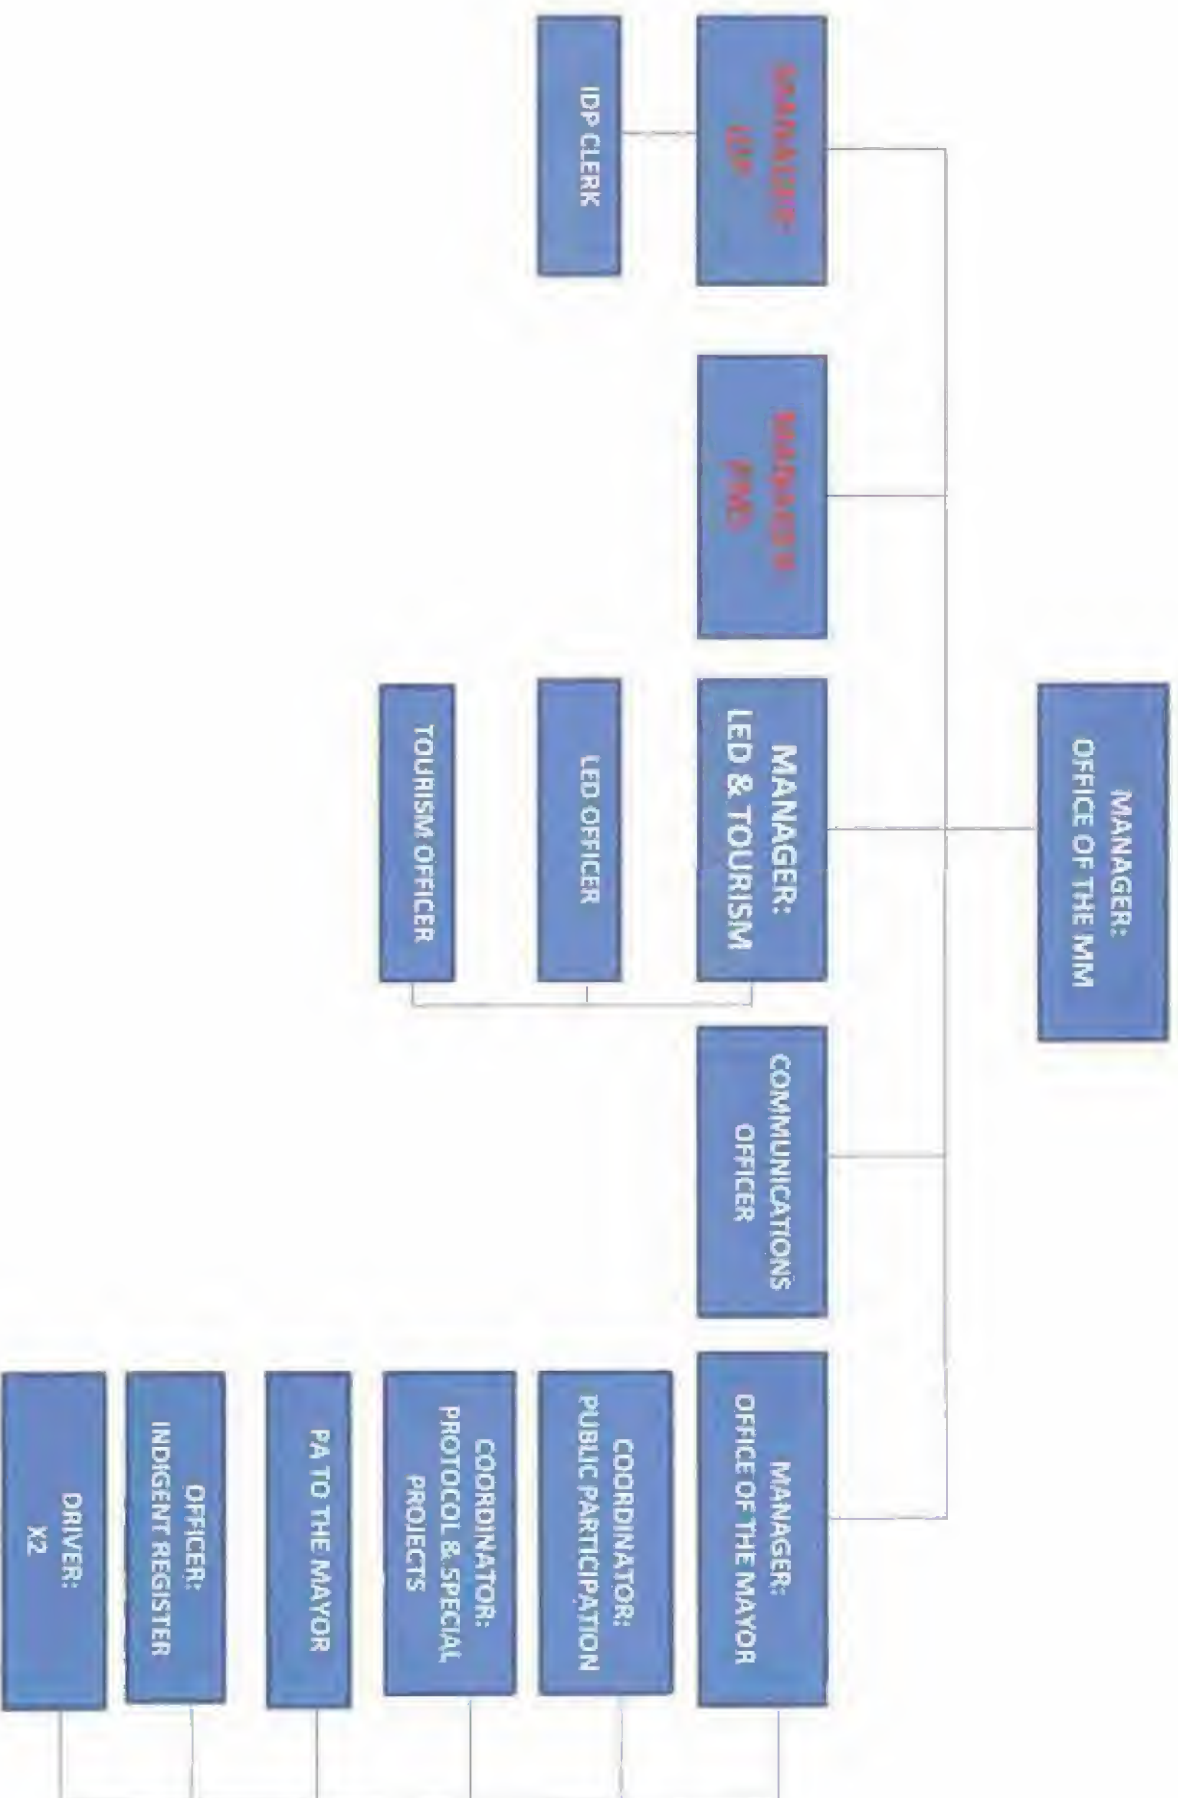 MANAGER:
OFFICE OF THE MM
MANAGER:
IDP
MANAGER:
PMS
MANAGER:
LED & TOURISM
COMMUNICATIONS
OFFICER
MANAGER:
OFFICE OF THE MAYOR
IDP CLERK
LED OFFICER
TOURISM OFFICER
COORDINATOR:
PUBLIC PARTICIPATION
COORDINATOR:
PROTOCOL & SPECIAL
PROJECTS
PA TO THE MAYOR
OFFICER:
INDIGENT REGISTER
DRIVER:
X2